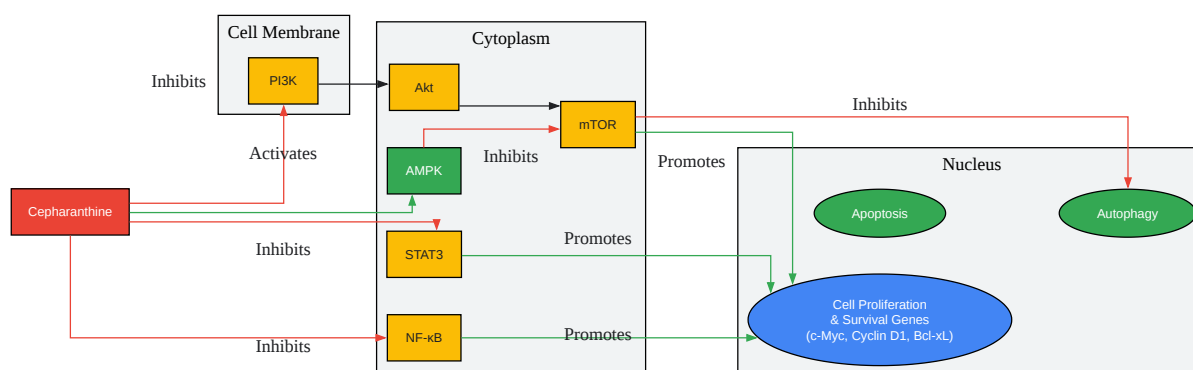 Cell Membrane
Cytoplasm
Inhibits
PI3K
Akt
Inhibits
mTOR
Activates
Inhibits
Promotes
Nucleus
AMPK
Cepharanthine
Apoptosis
Autophagy
Inhibits
STAT3
Promotes
Cell Proliferation
& Survival Genes
(c-Myc, Cyclin D1, Bcl-xL)
Inhibits
NF-κB
Promotes